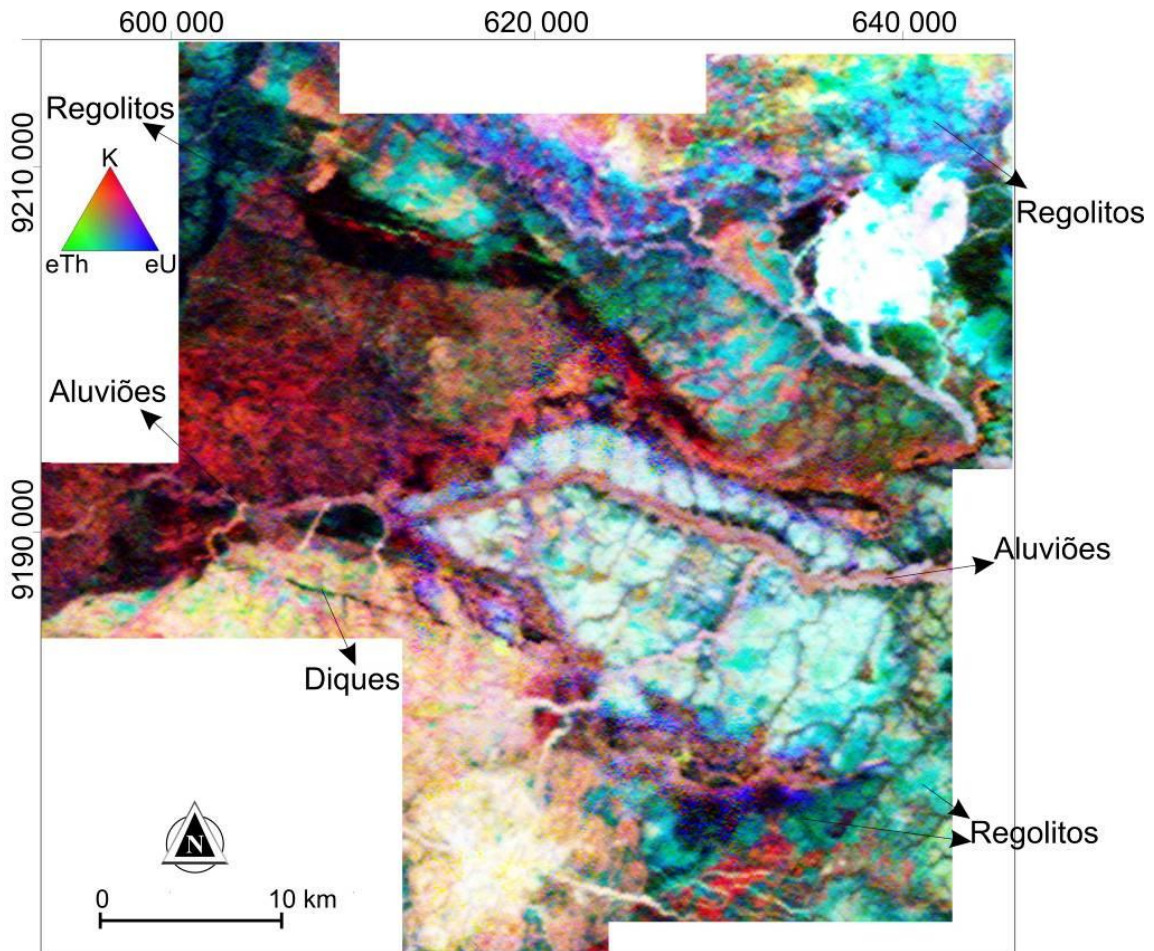 600 000
620 000
640 000
Regolitos
9210 000
K
eTh
eU
Regolitos
Aluviões
9190 000
Aluviões
Diques
Regolitos
N
0
10 km